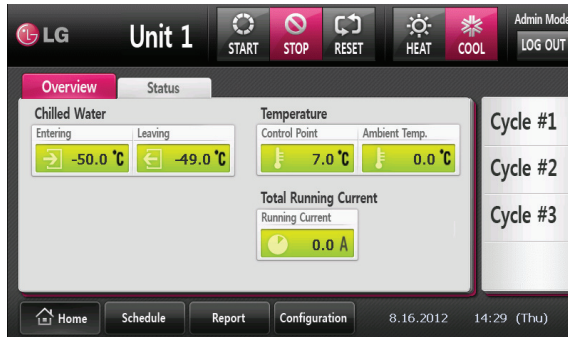 LG
Unit 1
START
STOP
RESET
HEAT
COOL
Admin Mode
LOG OUT
Overview
Status
Chilled Water
Entering
Leaving
-50.0 ℃
-49.0 ℃
Temperature
Control Point
Ambient Temp.
7.0 ℃
0.0 ℃
Total Running Current
Running Current
0.0 A
Cycle #1
Cycle #2
Cycle #3
Home
Schedule
Report
Configuration
8.16.2012
14:29 (Thu)